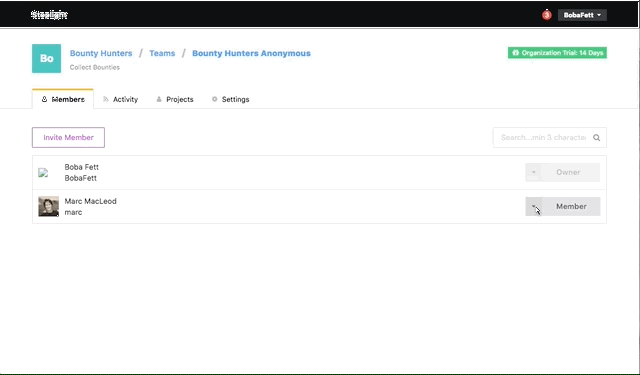 Stoplight
3
BobaFett
Bo
Bounty Hunters / Teams / Bounty Hunters Anonymous
Collect Bounties
Organization Trial: 14 Days
Members
Activity
Projects
Settings
Invite Member
Search...min 3 characte
Boba Fett
BobaFett
Owner
Marc MacLeod
marc
Member